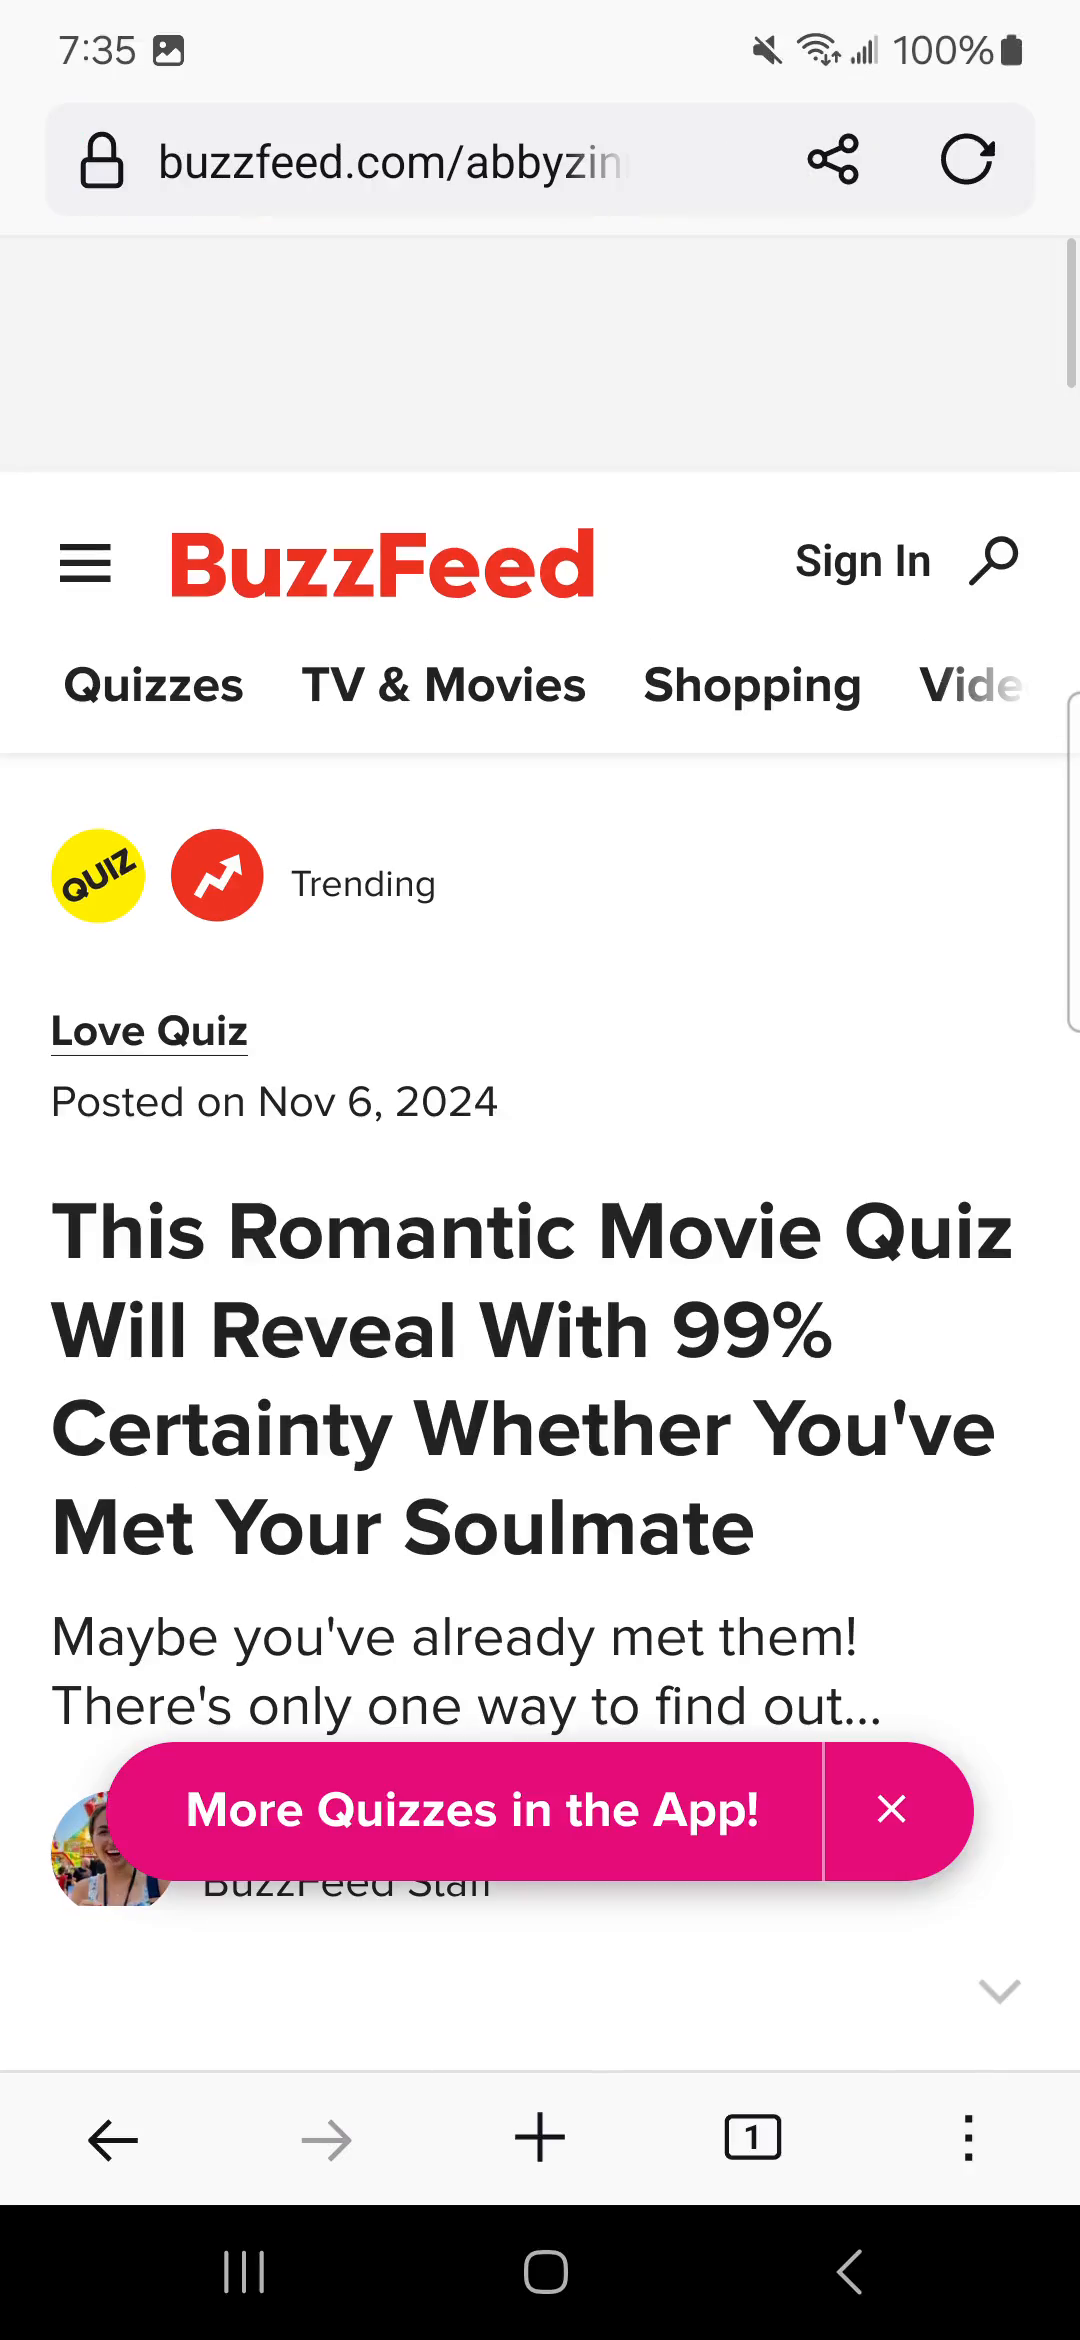 7:35 100%
buzzfeed.com/abbyzin
BuzzFeed Sign In
Quizzes TV & Movies Shopping Vide
QUIZ Trending
Love Quiz
Posted on Nov 6, 2024
This Romantic Movie Quiz
Will Reveal With 99%
Certainty Whether You've
Met Your Soulmate
Maybe you've already met them!
There's only one way to find out...
More Quizzes in the App!
BuzzFeed Staff
1